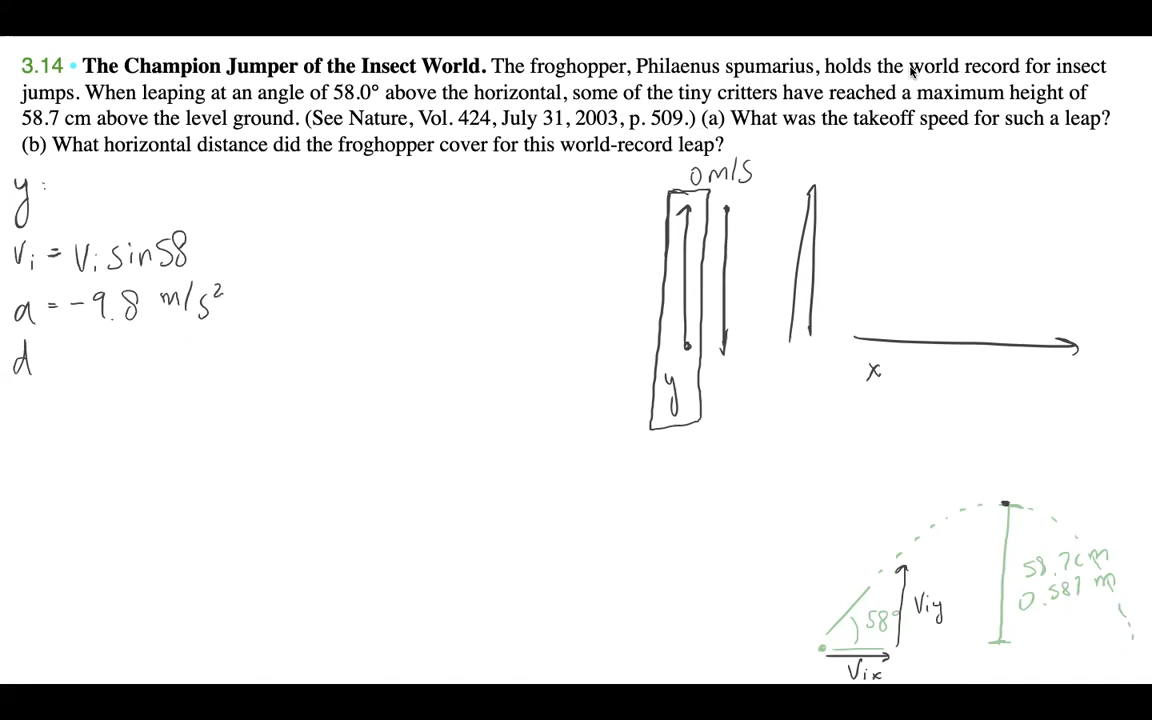 3.14 • The Champion Jumper of the Insect World. The froghopper, Philaenus spumarius, holds the world record for insect
jumps. When leaping at an angle of 58.0° above the horizontal, some of the tiny critters have reached a maximum height of
58.7 cm above the level ground. (See Nature, Vol. 424, July 31, 2003, p. 509.) (a) What was the takeoff speed for such a leap?
(b) What horizontal distance did the froghopper cover for this world-record leap?
y:
vi = vi sin58
a = -9.8 m/s²
d
0 m/s
y
x
58.7cm
0.587 m
58°
Viy
Vix